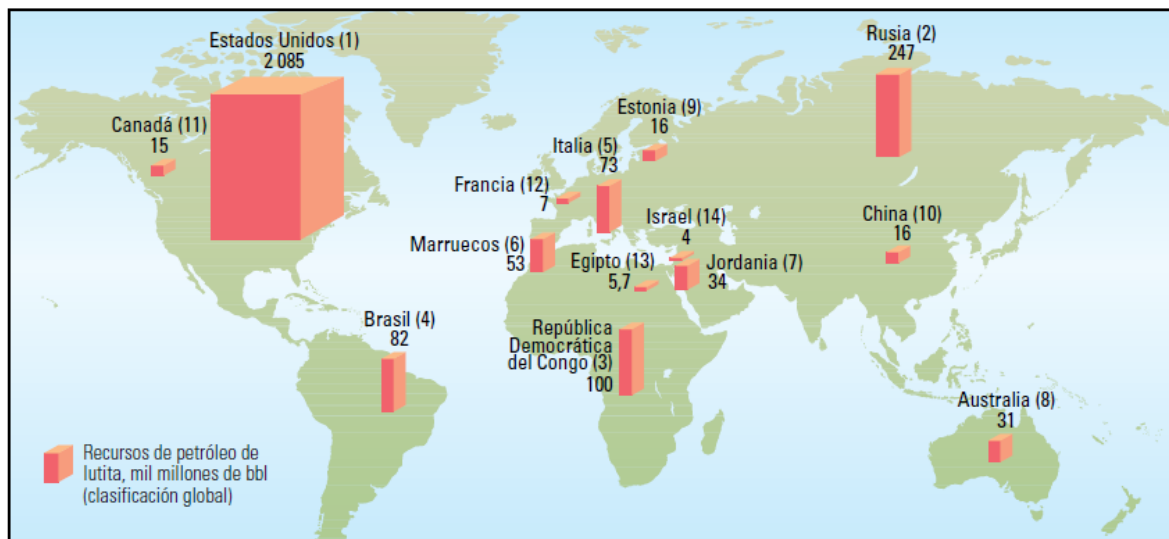 Estados Unidos (1)
2 085
Rusia (2)
247
Canadá (11)
15
Estonia (9)
16
Italia (5)
73
Francia (12)
7
Israel (14)
4
China (10)
16
Marruecos (6)
53
Egipto (13)
5,7
Jordania (7)
34
Brasil (4)
82
República
Democrática
del Congo (3)
100
Australia (8)
31
Recursos de petróleo de
lutita, mil millones de bbl
(clasificación global)